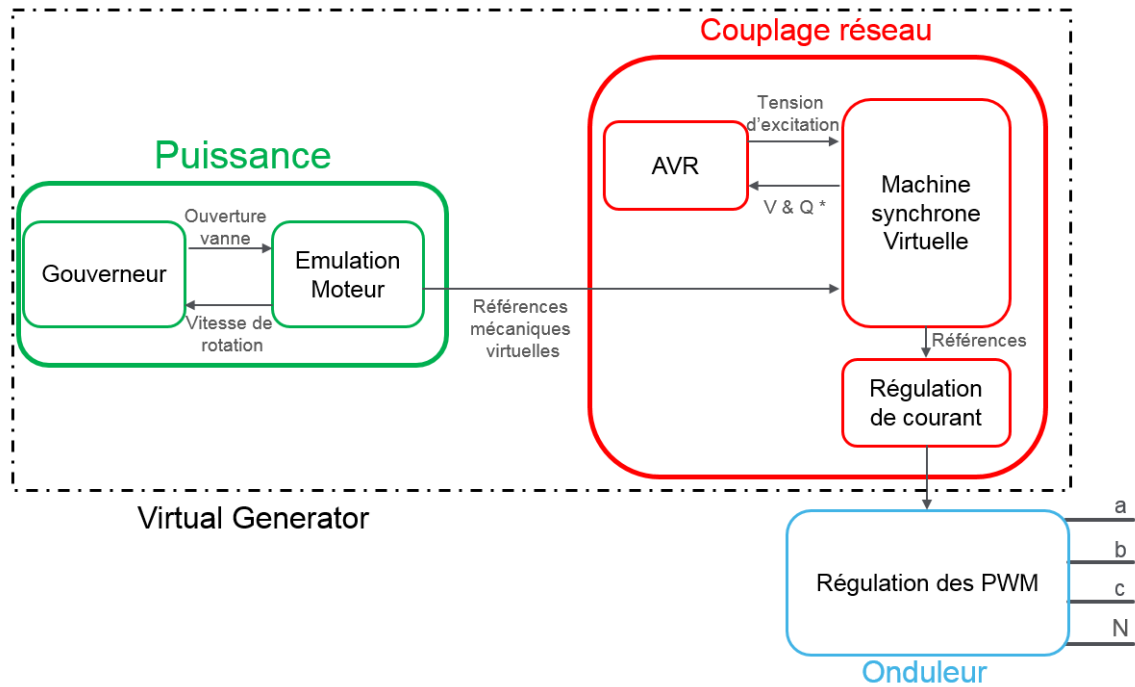 Couplage réseau
Puissance
Gouverneur
Ouverture
vanne
Vitesse de
rotation
Emulation
Moteur
Références
mécaniques
virtuelles
AVR
Tension
d'excitation
V & Q *
Machine
synchrone
Virtuelle
Références
Régulation
de courant
Virtual Generator
Régulation des PWM
a
b
c
N
Onduleur